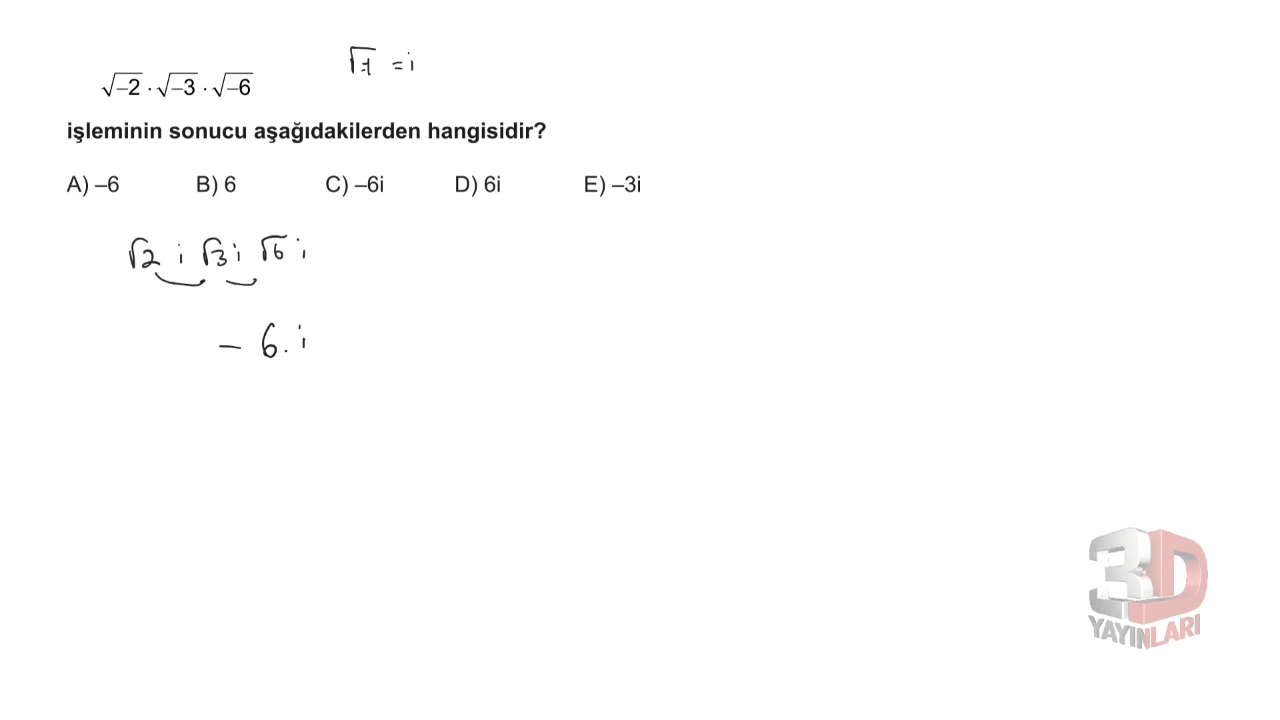 √–2 · √–3 · √–6
√-1 = i
işleminin sonucu aşağıdakilerden hangisidir?
A) –6 B) 6 C) –6i D) 6i E) –3i
√2 i √3 i √6 i
– 6. i
3D
YAYINLARI